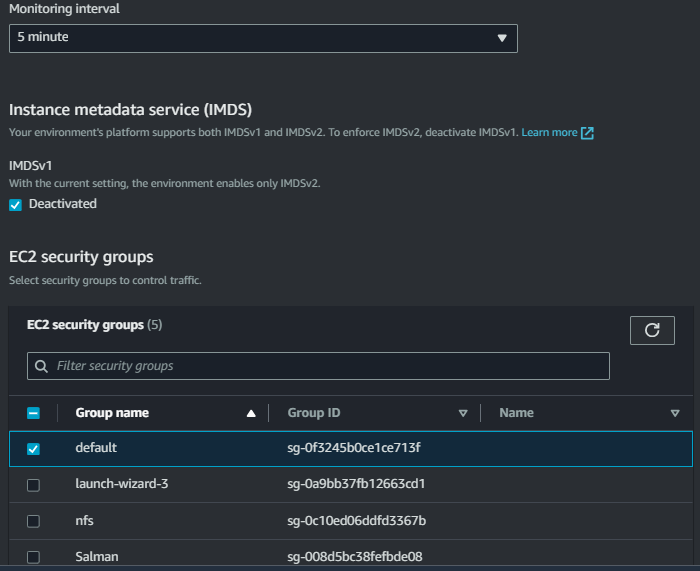 Monitoring interval
5 minute
Instance metadata service (IMDS)
Your environment's platform supports both IMDSv1 and IMDSv2. To enforce IMDSv2, deactivate IMDSv1. Learn more
IMDSv1
With the current setting, the environment enables only IMDSv2.
Deactivated
EC2 security groups
Select security groups to control traffic.
EC2 security groups (5)
Filter security groups
Group name Group ID Name
default sg-0f3245b0ce1ce713f
launch-wizard-3 sg-0a9bb37fb12663cd1
nfs sg-0c10ed06ddfd3367b
Salman sg-008d5bc38fefbde08